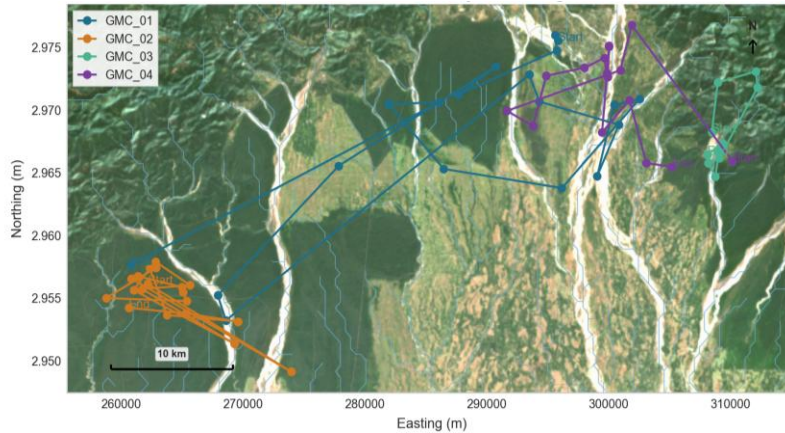 GMC_01
GMC_02
GMC_03
GMC_04
Start
N
2.975
2.970
2.965
2.960
2.955
2.950
Northing (m)
10 km
260000 270000 280000 290000 300000 310000
Easting (m)